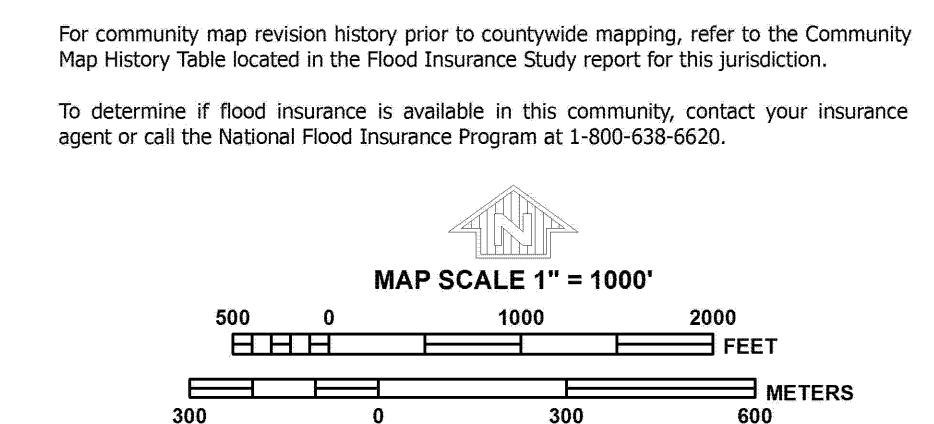 For community map revision history prior to countywide mapping, refer to the Community
Map History Table located in the Flood Insurance Study report for this jurisdiction.
To determine if flood insurance is available in this community, contact your insurance
agent or call the National Flood Insurance Program at 1-800-638-6620.
N
MAP SCALE 1" = 1000'
500 0 1000 2000
FEET
METERS
300 0 300 600